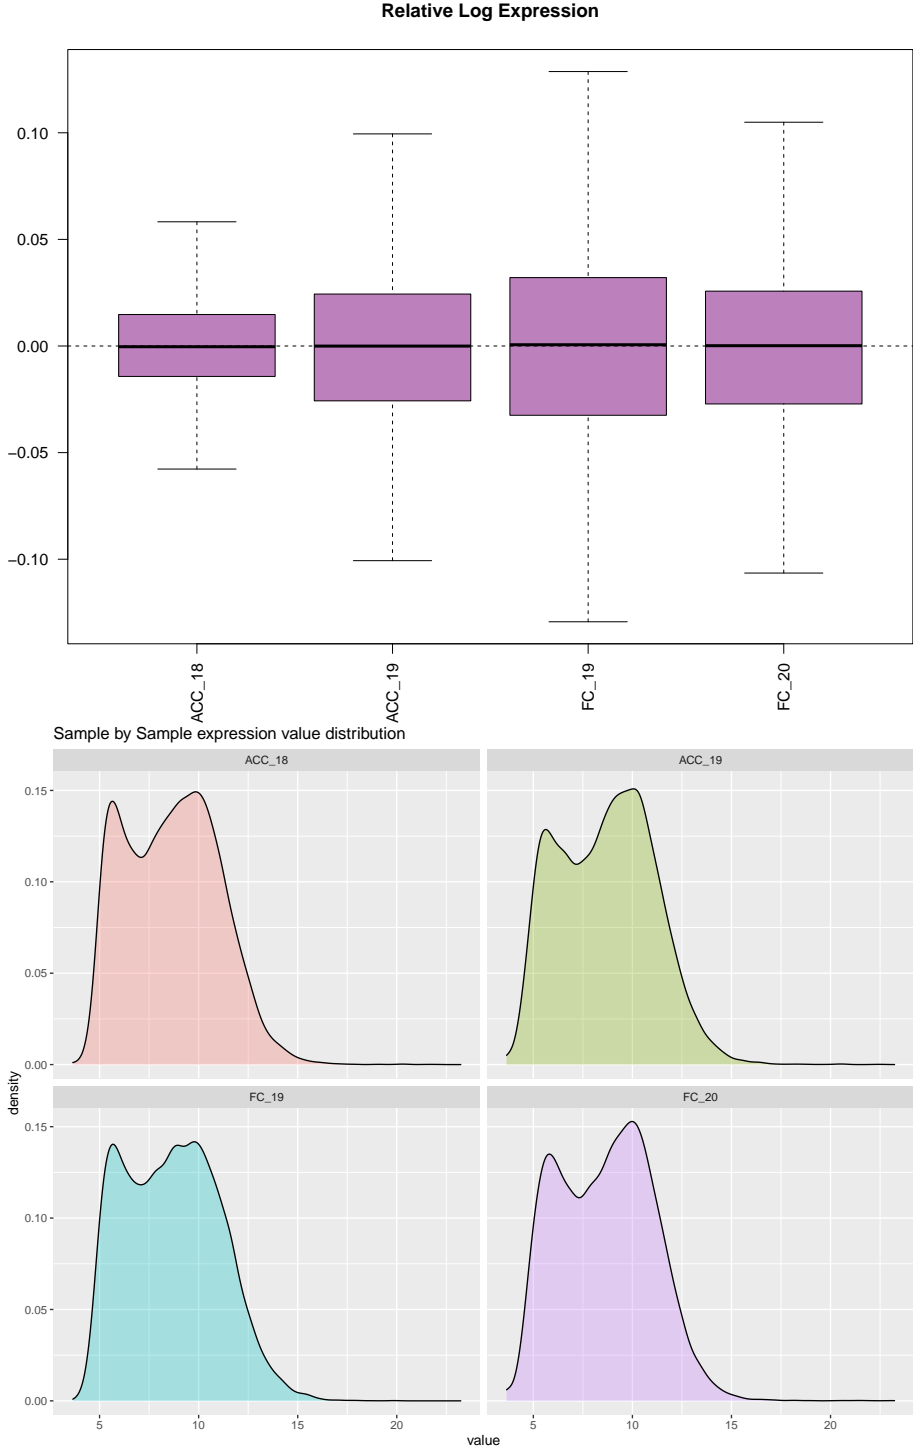 Relative Log Expression
0.10
0.05
0.00
−0.05
−0.10
ACC_18
ACC_19
FC_19
FC_20
Sample by Sample expression value distribution
ACC_18 ACC_19
0.15
0.10
0.05
0.00
FC_19 FC_20
0.15
0.10
0.05
0.00
5 10 15 20 5 10 15 20
density
value